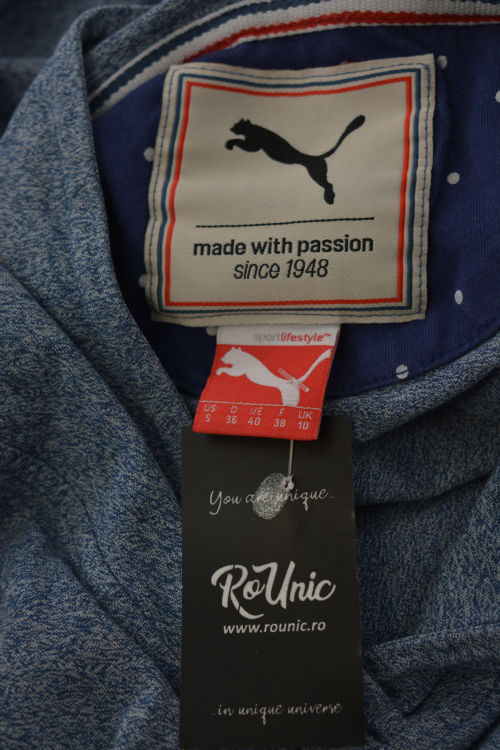 made with passion
since 1948
sportlifestyle™
US D I/E F UK
S 36 40 38 10
You are unique..
RoUnic
www.rounic.ro
..in unique universe